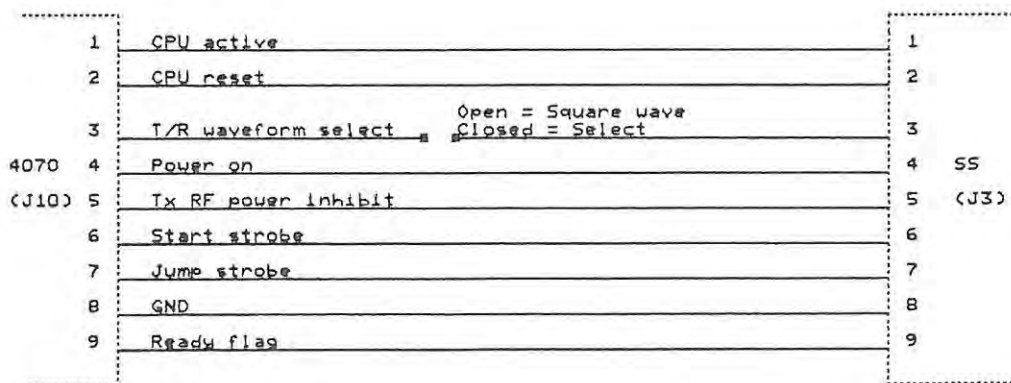 1 CPU active 1
2 CPU reset 2
Open = Square wave
3 T/R waveform select Closed = Select 3
4070 4 Power on 4 SS
(J10) 5 Tx RF power inhibit 5 (J3)
6 Start strobe 6
7 Jump strobe 7
8 GND 8
9 Ready flag 9